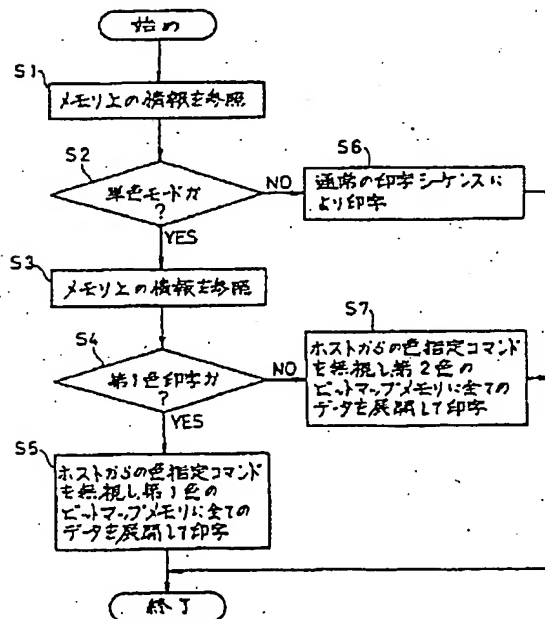 始め
S1
メモリ上の情報を参照
S2
単色モードか
?
NO
YES
S6
通常の印字シーケンスに
より印字
S3
メモリ上の情報を参照
S4
第1色印字か
?
NO
YES
S7
ホストからの色指定コマンド
を無視し第2色の
ビットマップメモリに全ての
データを展開して印字
S5
ホストからの色指定コマンド
を無視し第1色の
ビットマップメモリに全ての
データを展開して印字
終了